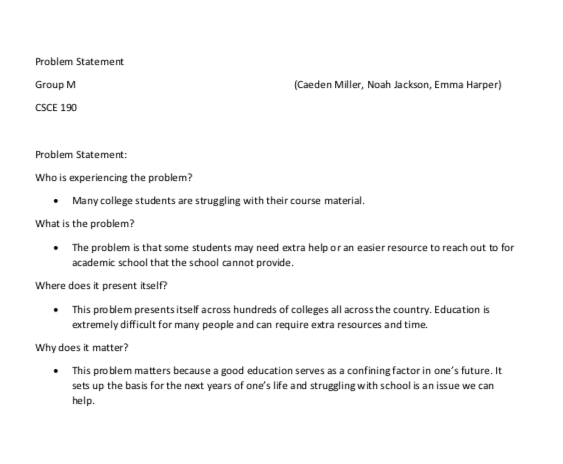 Problem Statement
Group M (Caeden Miller, Noah Jackson, Emma Harper)
CSCE 190
Problem Statement:
Who is experiencing the problem?
• Many college students are struggling with their course material.
What is the problem?
• The problem is that some students may need extra help or an easier resource to reach out to for
academic school that the school cannot provide.
Where does it present itself?
• This problem presents itself across hundreds of colleges all across the country. Education is
extremely difficult for many people and can require extra resources and time.
Why does it matter?
• This problem matters because a good education serves as a confining factor in one’s future. It
sets up the basis for the next years of one’s life and struggling with school is an issue we can
help.